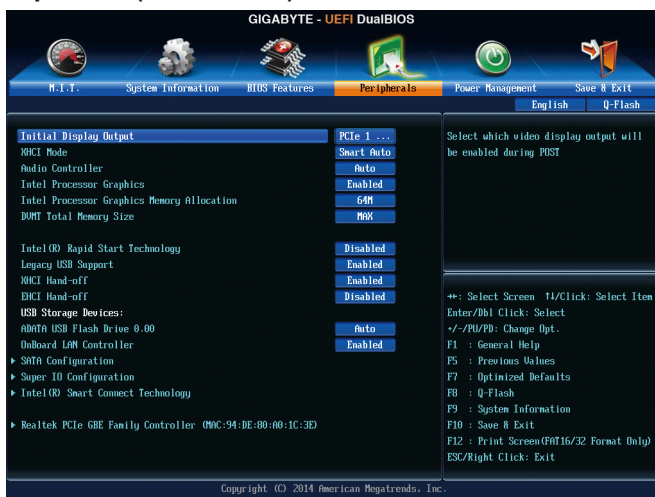 GIGABYTE - UEFI DualBIOS
M.I.T. System Information BIOS Features Peripherals Power Management Save & Exit
English Q-Flash
Initial Display Output PCIe 1 ...
XHCI Mode Smart Auto
Audio Controller Auto
Intel Processor Graphics Enabled
Intel Processor Graphics Memory Allocation 64M
DVMT Total Memory Size MAX
Intel(R) Rapid Start Technology Disabled
Legacy USB Support Enabled
XHCI Hand-off Enabled
EHCI Hand-off Disabled
USB Storage Devices:
ADATA USB Flash Drive 0.00 Auto
OnBoard LAN Controller Enabled
SATA Configuration
Super IO Configuration
Intel(R) Smart Connect Technology
Realtek PCIe GBE Family Controller (MAC:94:DE:80:A0:1C:3E)
Select which video display output will
be enabled during POST
→←: Select Screen ↑↓/Click: Select Item
Enter/Dbl Click: Select
+/-/PU/PD: Change Opt.
F1 : General Help
F5 : Previous Values
F7 : Optimized Defaults
F8 : Q-Flash
F9 : System Information
F10 : Save & Exit
F12 : Print Screen(FAT16/32 Format Only)
ESC/Right Click: Exit
Copyright (C) 2014 American Megatrends, Inc.